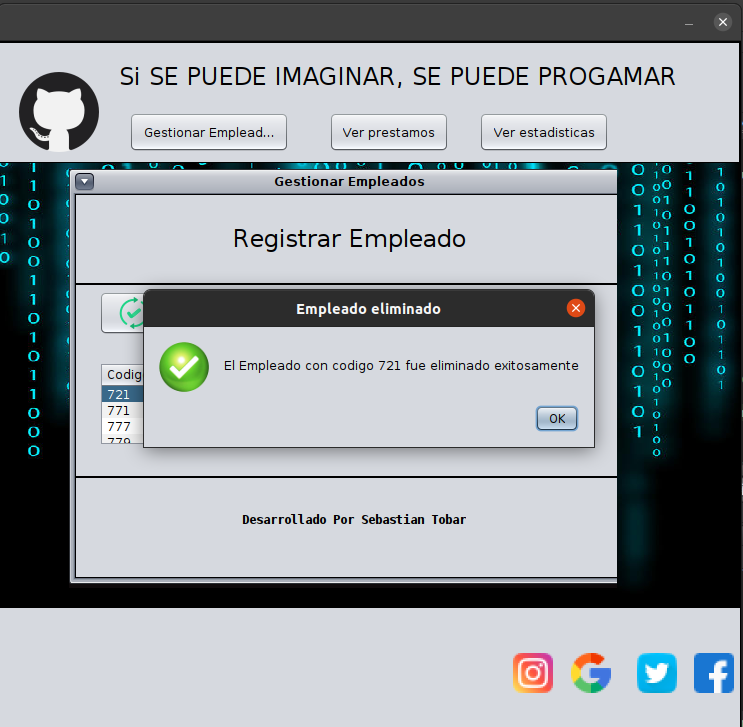 Si SE PUEDE IMAGINAR, SE PUEDE PROGAMAR
Gestionar Emplead...
Ver prestamos
Ver estadisticas
Gestionar Empleados
Registrar Empleado
Empleado eliminado
El Empleado con codigo 721 fue eliminado exitosamente
OK
Codig
721
771
777
779
Desarrollado Por Sebastian Tobar